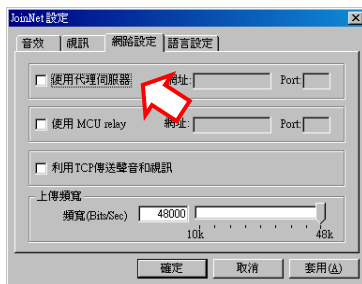 JoinNet 設定
音效 視訊 網路設定 語言設定
使用代理伺服器 網址: Port:
使用 MCU relay 網址: Port:
利用TCP傳送聲音和視訊
上傳頻寬
頻寬(Bits/Sec) 48000
10k 48k
確定 取消 套用(A)